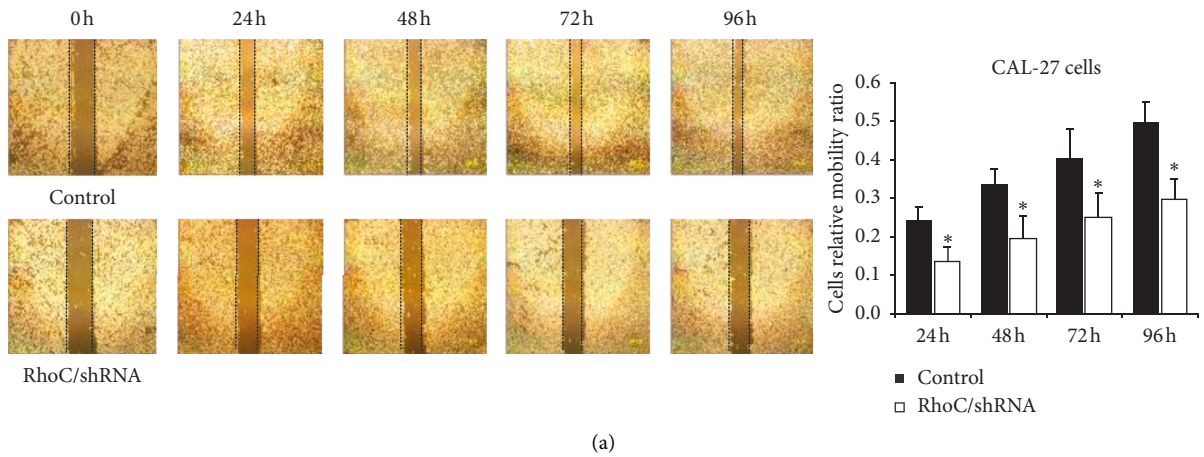 0 h 24 h 48 h 72 h 96 h
Control
RhoC/shRNA
CAL-27 cells
Cells relative mobility ratio
0.6
0.5
0.4
0.3
0.2
0.1
0.0
* * * *
24 h 48 h 72 h 96 h
Control
RhoC/shRNA
(a)